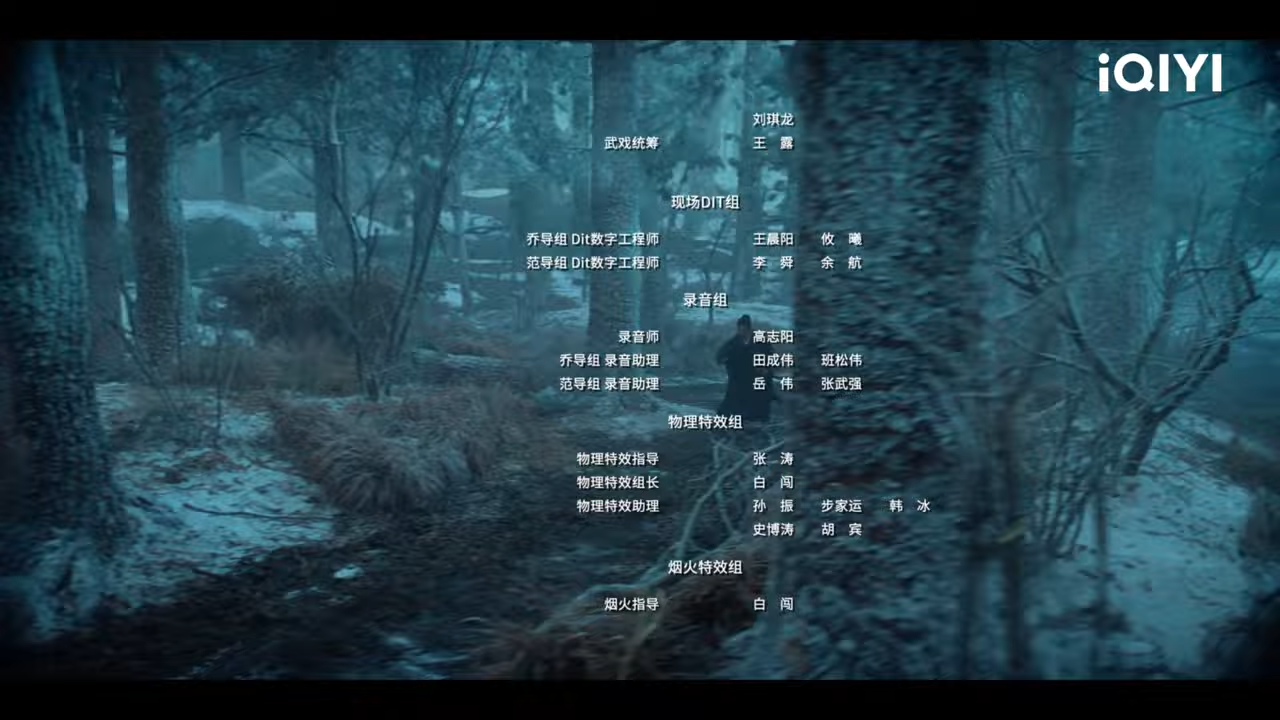 iQIYI
刘琪龙
武戏统筹 王 露
现场DIT组
乔导组 Dit数字工程师 王晨阳 攸 曦
范导组 Dit数字工程师 李 舜 余 航
录音组
录音师 高志阳
乔导组 录音助理 田成伟 班松伟
范导组 录音助理 岳 伟 张武强
物理特效组
物理特效指导 张 涛
物理特效组长 白 闯
物理特效助理 孙 振 步家运 韩 冰
史博涛 胡 宾
烟火特效组
烟火指导 白 闯